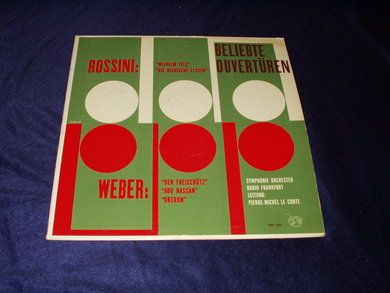 BELIEBTE
OUVERTÜREN
ROSSINI:
"WILHELM TELL"
"DIE DIEBISCHE ELSTER"
WEBER:
"DER FREISCHÜTZ"
"ABU HASSAN"
"OBERON"
SYMPHONIE ORCHESTER
RADIO FRANKFURT
LEITUNG:
PIERRE-MICHEL LE CONTE